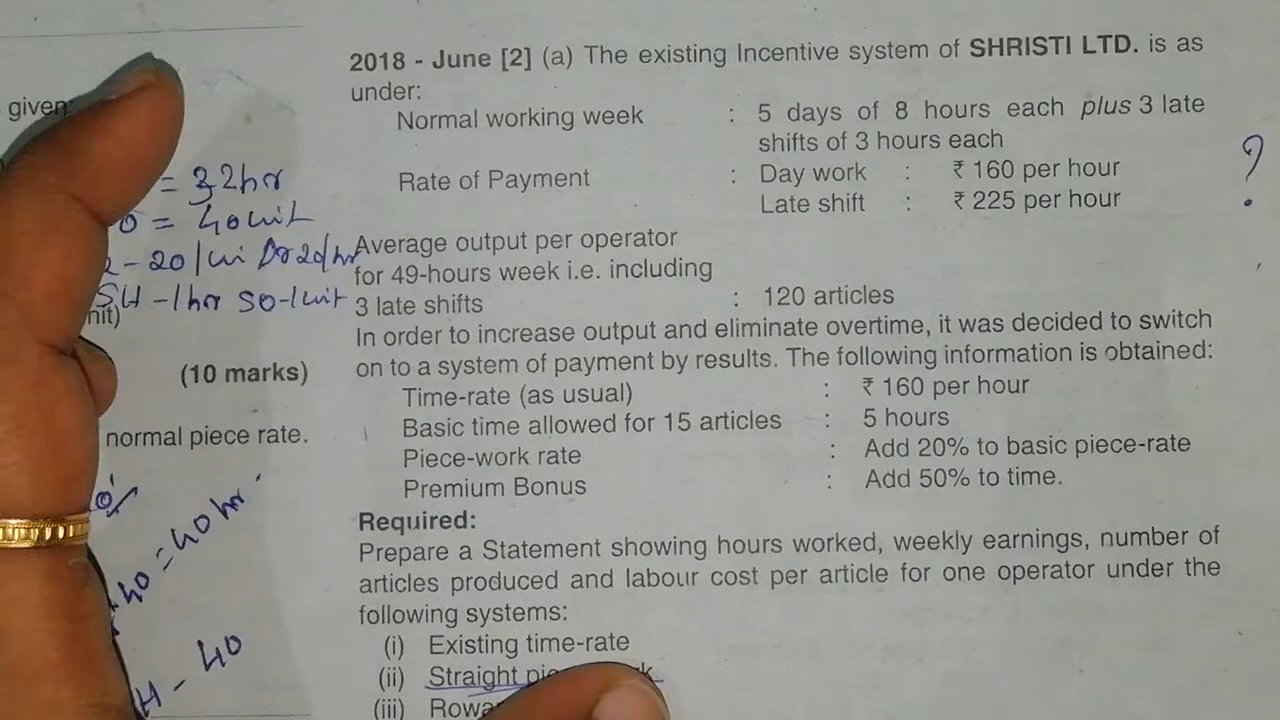 given:
= 32hr
0 = 40unit
(10 marks)
normal piece rate.
40 = 40 hr
H - 40
2018 - June [2] (a) The existing Incentive system of SHRISTI LTD. is as
under:
Normal working week : 5 days of 8 hours each plus 3 late
shifts of 3 hours each
Rate of Payment : Day work : ₹ 160 per hour
Late shift : ₹ 225 per hour
?
Average output per operator
for 49-hours week i.e. including
3 late shifts : 120 articles
In order to increase output and eliminate overtime, it was decided to switch
on to a system of payment by results. The following information is obtained:
Time-rate (as usual) : ₹ 160 per hour
Basic time allowed for 15 articles : 5 hours
Piece-work rate : Add 20% to basic piece-rate
Premium Bonus : Add 50% to time.
Required:
Prepare a Statement showing hours worked, weekly earnings, number of
articles produced and labour cost per article for one operator under the
following systems:
(i) Existing time-rate
(ii) Straight
(iii)